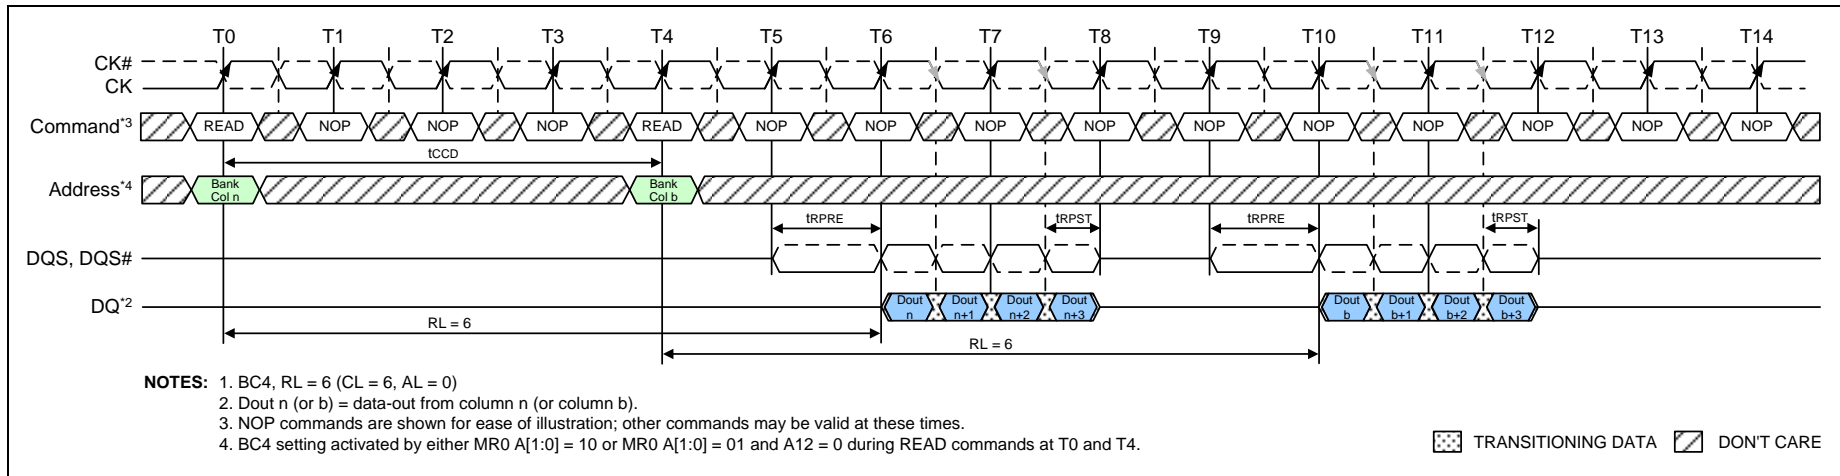 T0 T1 T2 T3 T4 T5 T6 T7 T8 T9 T10 T11 T12 T13 T14
CK#
CK
Command*3 READ NOP NOP NOP READ NOP NOP NOP NOP NOP NOP NOP NOP NOP NOP
tCCD
Address*4 Bank Col n Bank Col b
tRPRE tRPST tRPRE tRPST
DQS, DQS#
DQ*2 Dout n Dout n+1 Dout n+2 Dout n+3 Dout b Dout b+1 Dout b+2 Dout b+3
RL = 6
RL = 6
NOTES: 1. BC4, RL = 6 (CL = 6, AL = 0)
2. Dout n (or b) = data-out from column n (or column b).
3. NOP commands are shown for ease of illustration; other commands may be valid at these times.
4. BC4 setting activated by either MR0 A[1:0] = 10 or MR0 A[1:0] = 01 and A12 = 0 during READ commands at T0 and T4.
TRANSITIONING DATA DON'T CARE